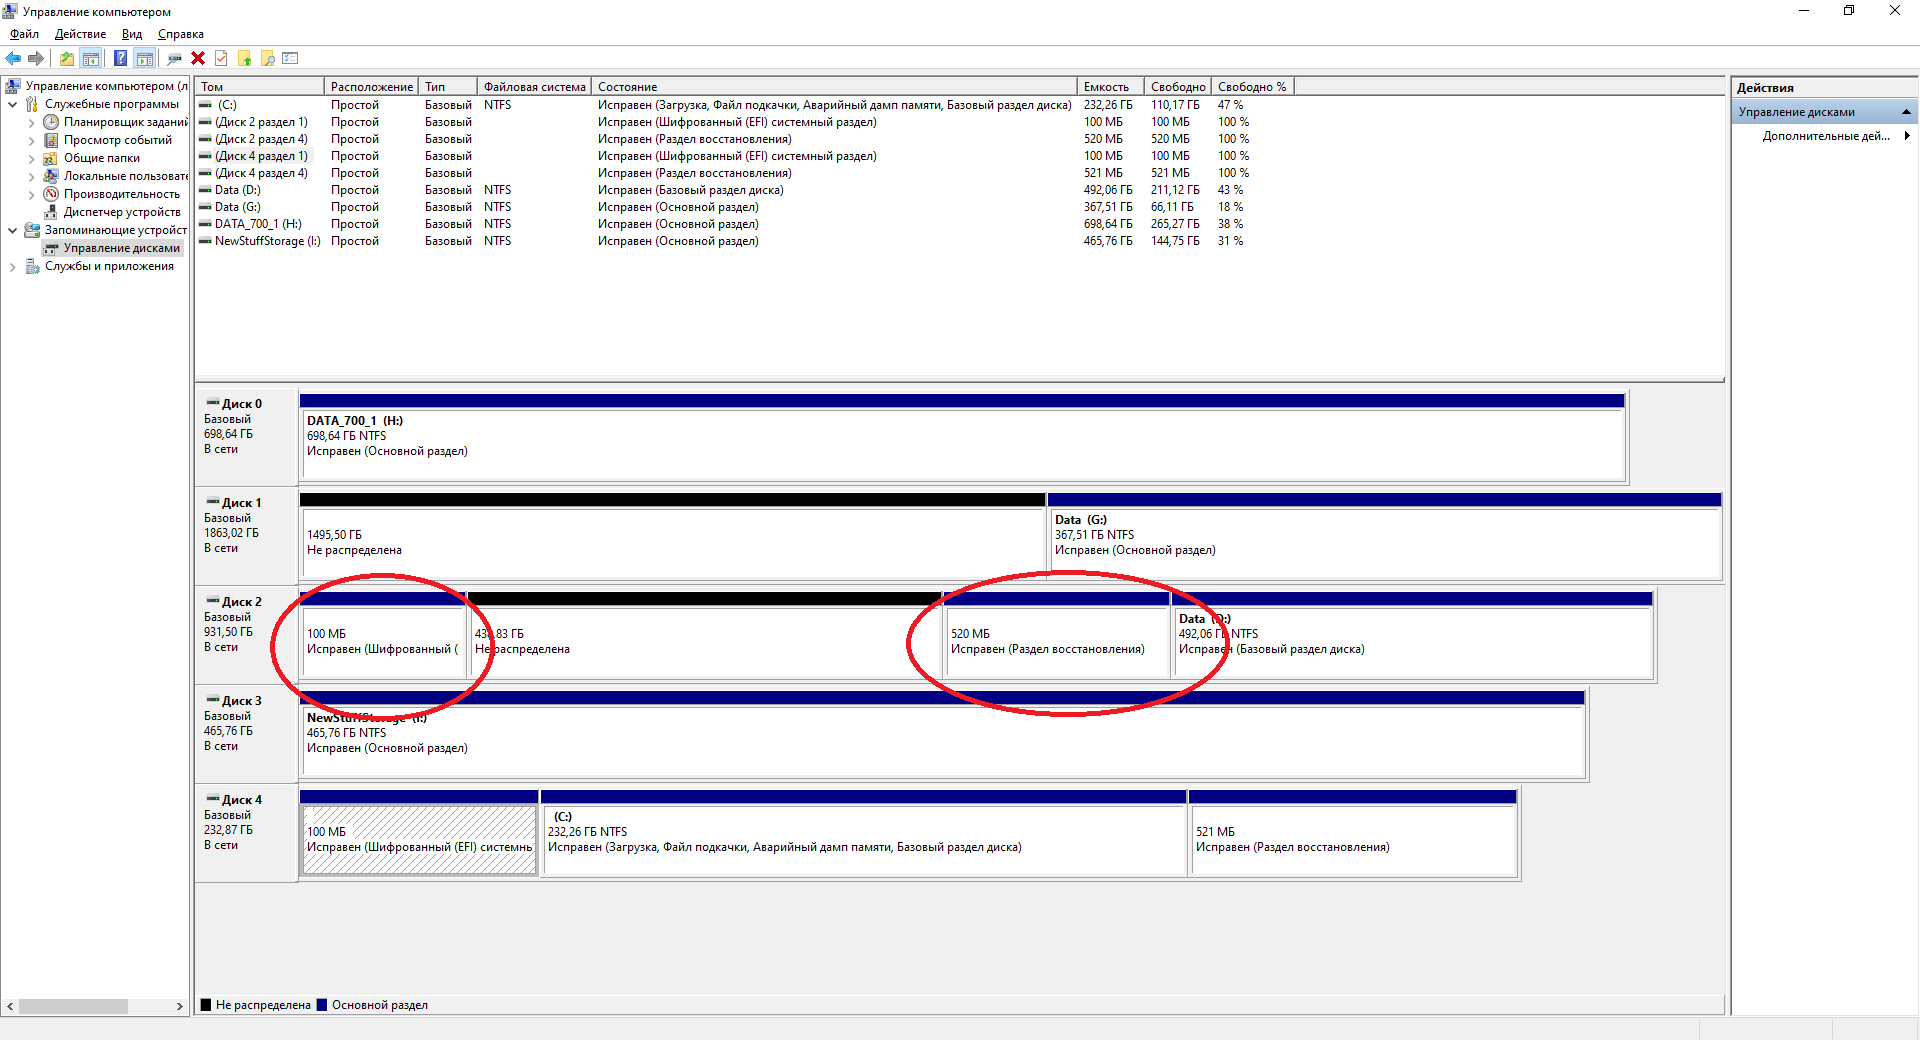 Управление компьютером
Файл Действие Вид Справка
Управление компьютером (л
Служебные программы
Планировщик заданий
Просмотр событий
Общие папки
Локальные пользовате
Производительность
Диспетчер устройств
Запоминающие устройст
Управление дисками
Службы и приложения
Том Расположение Тип Файловая система Состояние Емкость Свободно Свободно %
(C:) Простой Базовый NTFS Исправен (Загрузка, Файл подкачки, Аварийный дамп памяти, Базовый раздел диска) 232,26 ГБ 110,17 ГБ 47 %
(Диск 2 раздел 1) Простой Базовый Исправен (Шифрованный (EFI) системный раздел) 100 МБ 100 МБ 100 %
(Диск 2 раздел 4) Простой Базовый Исправен (Раздел восстановления) 520 МБ 520 МБ 100 %
(Диск 4 раздел 1) Простой Базовый Исправен (Шифрованный (EFI) системный раздел) 100 МБ 100 МБ 100 %
(Диск 4 раздел 4) Простой Базовый Исправен (Раздел восстановления) 521 МБ 521 МБ 100 %
Data (D:) Простой Базовый NTFS Исправен (Базовый раздел диска) 492,06 ГБ 211,12 ГБ 43 %
Data (G:) Простой Базовый NTFS Исправен (Основной раздел) 367,51 ГБ 66,11 ГБ 18 %
DATA_700_1 (H:) Простой Базовый NTFS Исправен (Основной раздел) 698,64 ГБ 265,27 ГБ 38 %
NewStuffStorage (I:) Простой Базовый NTFS Исправен (Основной раздел) 465,76 ГБ 144,75 ГБ 31 %
Диск 0
Базовый
698,64 ГБ
В сети
DATA_700_1 (H:)
698,64 ГБ NTFS
Исправен (Основной раздел)
Диск 1
Базовый
1863,02 ГБ
В сети
1495,50 ГБ
Не распределена
Data (G:)
367,51 ГБ NTFS
Исправен (Основной раздел)
Диск 2
Базовый
931,50 ГБ
В сети
100 МБ
Исправен (Шифрованный (
ГБ
Не распределена
520 МБ
Исправен (Раздел восстановления)
Data (D:)
492,06 ГБ NTFS
Исправен (Базовый раздел диска)
Диск 3
Базовый
465,76 ГБ
В сети
NewStuffStorage (I:)
465,76 ГБ NTFS
Исправен (Основной раздел)
Диск 4
Базовый
232,87 ГБ
В сети
100 МБ
Исправен (Шифрованный (EFI) системны
(C:)
232,26 ГБ NTFS
Исправен (Загрузка, Файл подкачки, Аварийный дамп памяти, Базовый раздел диска)
521 МБ
Исправен (Раздел восстановления)
Не распределена Основной раздел
Действия
Управление дисками
Дополнительные дей...